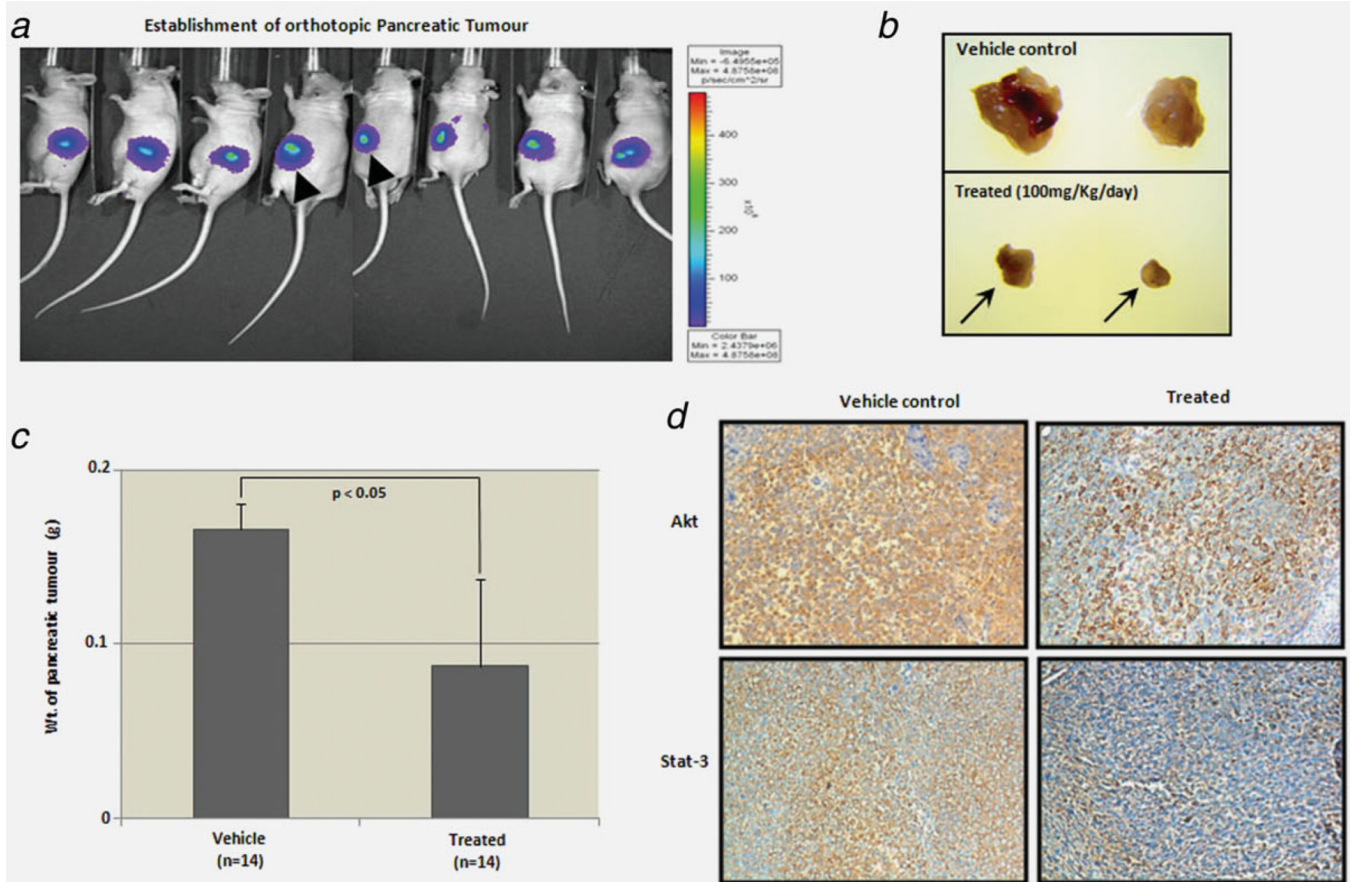 a
Establishment of orthotopic Pancreatic Tumour
Image
Min = -6.4955e+05
Max = 4.8758e+08
p/sec/cm^2/sr
400
300
200
100
Color Bar
Min = 2.4379e+06
Max = 4.8758e+08
b
Vehicle control
Treated (100mg/Kg/day)
c
Wt. of pancreatic tumour (g)
0.2
0.1
0
p < 0.05
Vehicle
(n=14)
Treated
(n=14)
d
Vehicle control
Treated
Akt
Stat-3